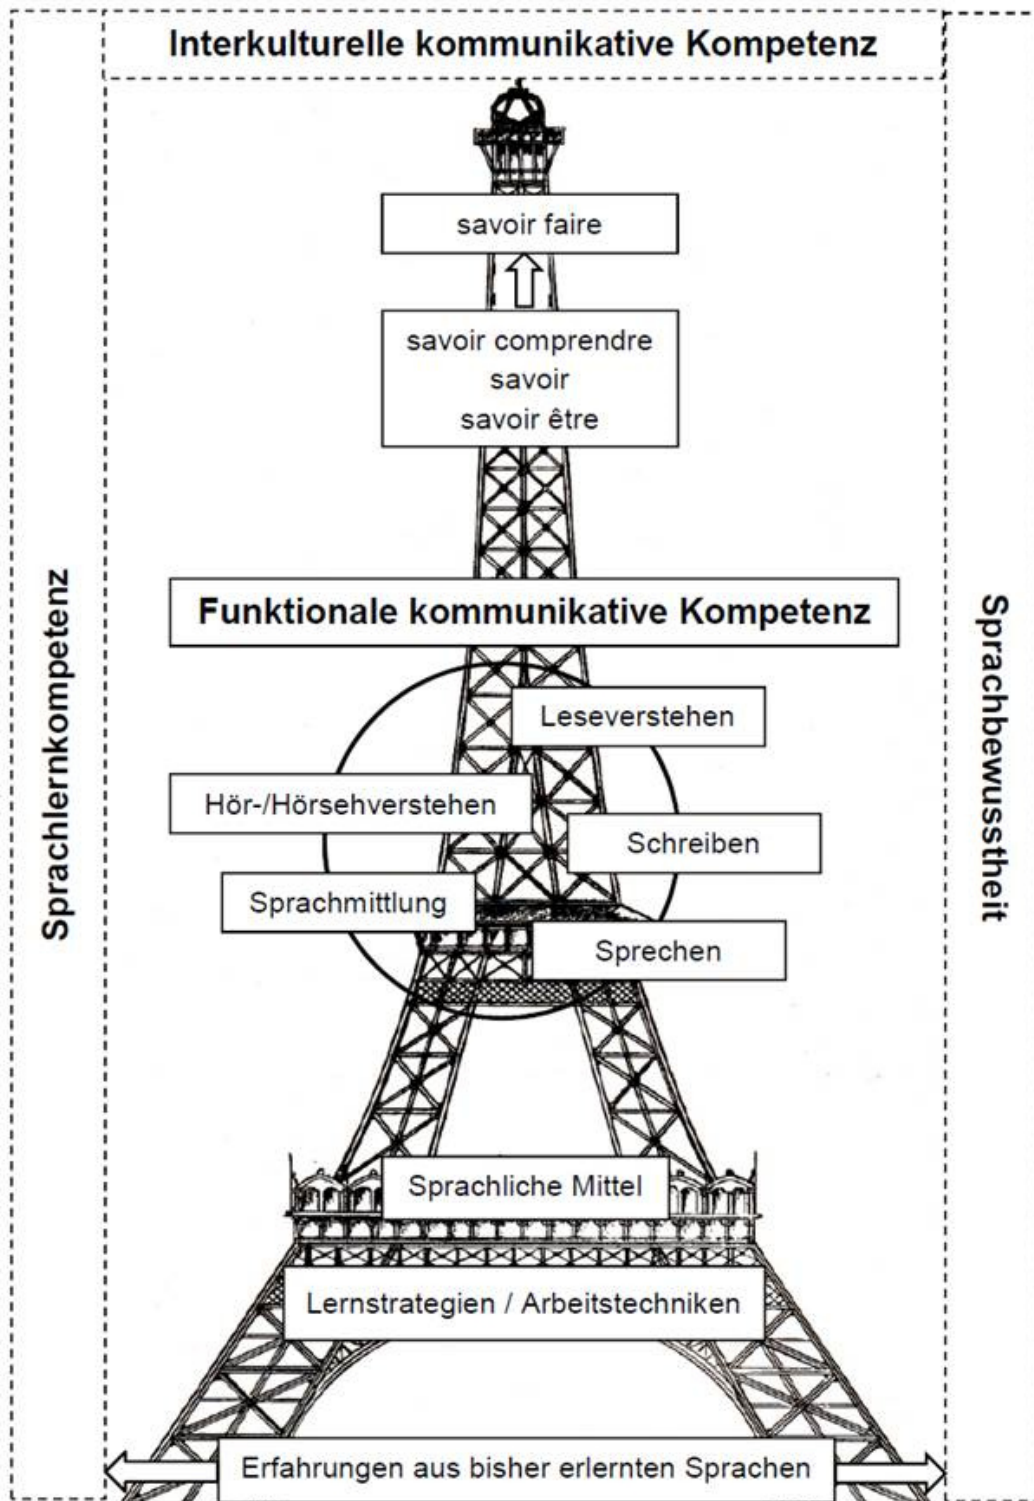 Interkulturelle kommunikative Kompetenz
savoir faire
savoir comprendre
savoir
savoir être
Sprachlernkompetenz
Sprachbewusstheit
Funktionale kommunikative Kompetenz
Leseverstehen
Hör-/Hörsehverstehen
Schreiben
Sprachmittlung
Sprechen
Sprachliche Mittel
Lernstrategien / Arbeitstechniken
Erfahrungen aus bisher erlernten Sprachen